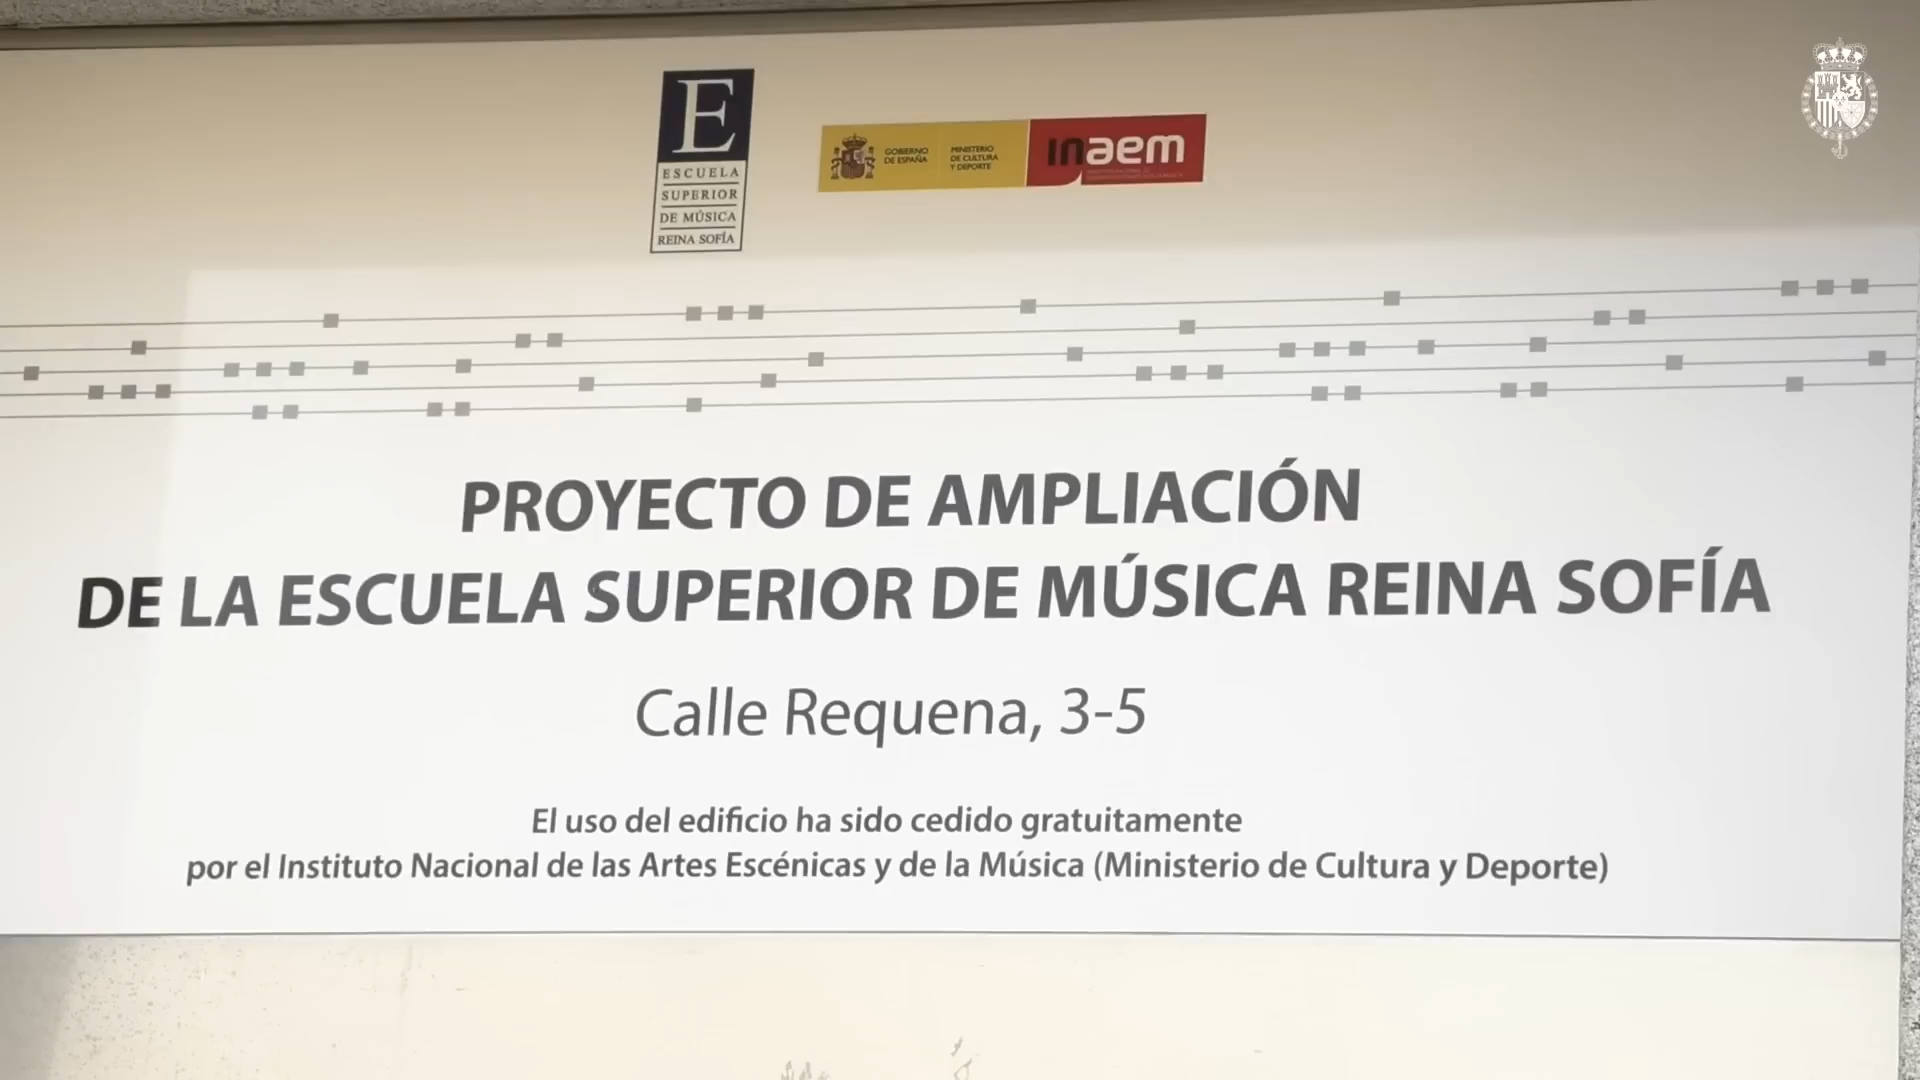 E
ESCUELA
SUPERIOR
DE MÚSICA
REINA SOFÍA
GOBIERNO
DE ESPAÑA
MINISTERIO
DE CULTURA
Y DEPORTE
inaem
PROYECTO DE AMPLIACIÓN
DE LA ESCUELA SUPERIOR DE MÚSICA REINA SOFÍA
Calle Requena, 3-5
El uso del edificio ha sido cedido gratuitamente
por el Instituto Nacional de las Artes Escénicas y de la Música (Ministerio de Cultura y Deporte)